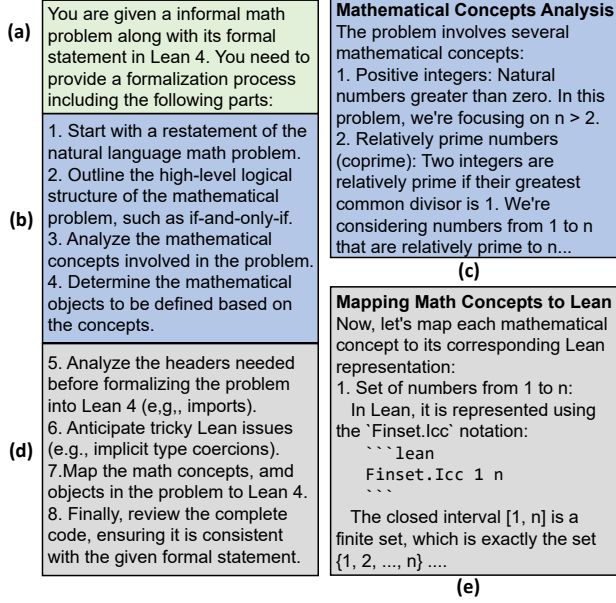 (a)
You are given a informal math
problem along with its formal
statement in Lean 4. You need to
provide a formalization process
including the following parts:
(b)
1. Start with a restatement of the
natural language math problem.
2. Outline the high-level logical
structure of the mathematical
problem, such as if-and-only-if.
3. Analyze the mathematical
concepts involved in the problem.
4. Determine the mathematical
objects to be defined based on
the concepts.
(d)
5. Analyze the headers needed
before formalizing the problem
into Lean 4 (e,g,, imports).
6. Anticipate tricky Lean issues
(e.g., implicit type coercions).
7.Map the math concepts, amd
objects in the problem to Lean 4.
8. Finally, review the complete
code, ensuring it is consistent
with the given formal statement.
Mathematical Concepts Analysis
The problem involves several
mathematical concepts:
1. Positive integers: Natural
numbers greater than zero. In this
problem, we're focusing on n > 2.
2. Relatively prime numbers
(coprime): Two integers are
relatively prime if their greatest
common divisor is 1. We're
considering numbers from 1 to n
that are relatively prime to n...
(c)
Mapping Math Concepts to Lean
Now, let's map each mathematical
concept to its corresponding Lean
representation:
1. Set of numbers from 1 to n:
In Lean, it is represented using
the `Finset.Icc` notation:
```lean
Finset.Icc 1 n
```
The closed interval [1, n] is a
finite set, which is exactly the set
{1, 2, ..., n} ....
(e)